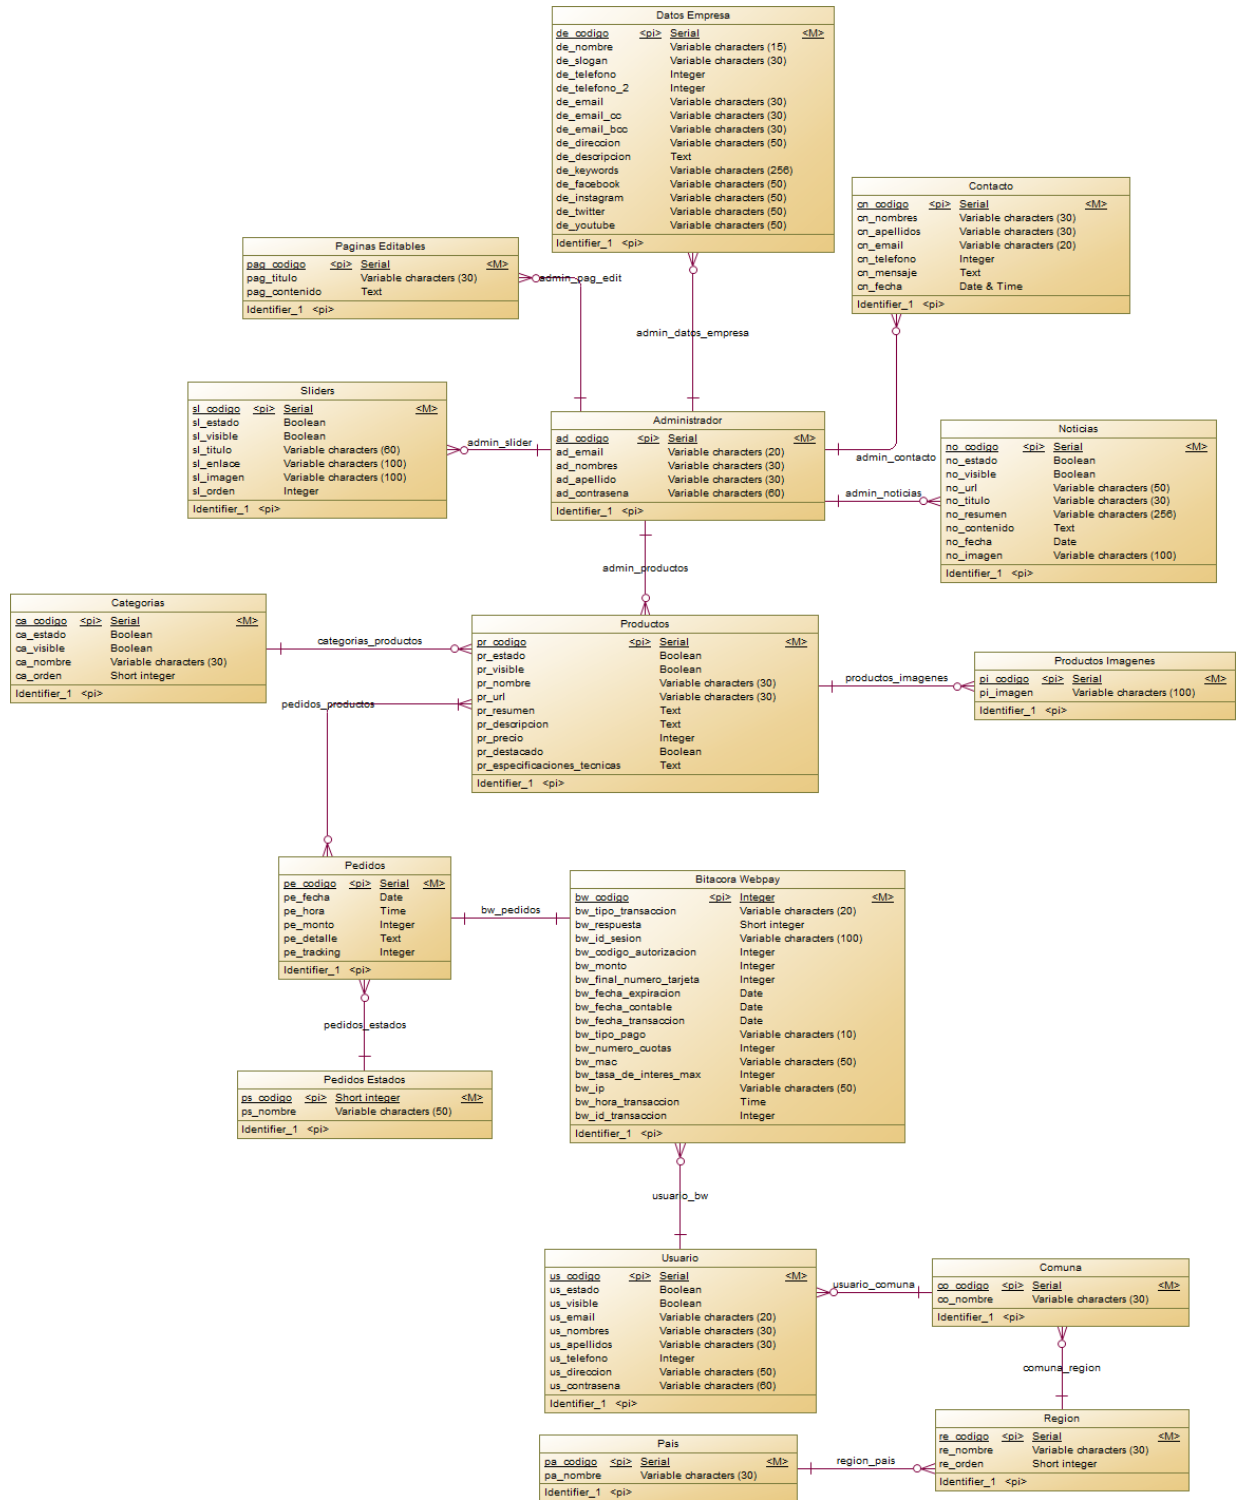 Datos Empresa
de_codigo <pi> Serial <M>
de_nombre Variable characters (15)
de_slogan Variable characters (30)
de_telefono Integer
de_telefono_2 Integer
de_email Variable characters (30)
de_email_cc Variable characters (30)
de_email_bcc Variable characters (30)
de_direccion Variable characters (50)
de_descripcion Text
de_keywords Variable characters (256)
de_facebook Variable characters (50)
de_instagram Variable characters (50)
de_twitter Variable characters (50)
de_youtube Variable characters (50)
Identifier_1 <pi>
Contacto
cn_codigo <pi> Serial <M>
cn_nombres Variable characters (30)
cn_apellidos Variable characters (30)
cn_email Variable characters (20)
cn_telefono Integer
cn_mensaje Text
cn_fecha Date & Time
Identifier_1 <pi>
Paginas Editables
pag_codigo <pi> Serial <M>
pag_titulo Variable characters (30)
pag_contenido Text
Identifier_1 <pi>
admin_pag_edit
admin_datos_empresa
Sliders
sl_codigo <pi> Serial <M>
sl_estado Boolean
sl_visible Boolean
sl_titulo Variable characters (60)
sl_enlace Variable characters (100)
sl_imagen Variable characters (100)
sl_orden Integer
Identifier_1 <pi>
admin_slider
Administrador
ad_codigo <pi> Serial <M>
ad_email Variable characters (20)
ad_nombres Variable characters (30)
ad_apellido Variable characters (30)
ad_contrasena Variable characters (60)
Identifier_1 <pi>
admin_contacto
admin_noticias
Noticias
no_codigo <pi> Serial <M>
no_estado Boolean
no_visible Boolean
no_url Variable characters (50)
no_titulo Variable characters (30)
no_resumen Variable characters (256)
no_contenido Text
no_fecha Date
no_imagen Variable characters (100)
Identifier_1 <pi>
admin_productos
Categorias
ca_codigo <pi> Serial <M>
ca_estado Boolean
ca_visible Boolean
ca_nombre Variable characters (30)
ca_orden Short integer
Identifier_1 <pi>
categorias_productos
pedidos_productos
Productos
pr_codigo <pi> Serial <M>
pr_estado Boolean
pr_visible Boolean
pr_nombre Variable characters (30)
pr_url Variable characters (30)
pr_resumen Text
pr_descripcion Text
pr_precio Integer
pr_destacado Boolean
pr_especificaciones_tecnicas Text
Identifier_1 <pi>
productos_imagenes
Productos Imagenes
pi_codigo <pi> Serial <M>
pi_imagen Variable characters (100)
Identifier_1 <pi>
Pedidos
pe_codigo <pi> Serial <M>
pe_fecha Date
pe_hora Time
pe_monto Integer
pe_detalle Text
pe_tracking Integer
Identifier_1 <pi>
bw_pedidos
Bitacora Webpay
bw_codigo <pi> Integer <M>
bw_tipo_transaccion Variable characters (20)
bw_respuesta Short integer
bw_id_sesion Variable characters (100)
bw_codigo_autorizacion Integer
bw_monto Integer
bw_final_numero_tarjeta Integer
bw_fecha_expiracion Date
bw_fecha_contable Date
bw_fecha_transaccion Date
bw_tipo_pago Variable characters (10)
bw_numero_cuotas Integer
bw_mac Variable characters (50)
bw_tasa_de_interes_max Integer
bw_ip Variable characters (50)
bw_hora_transaccion Time
bw_id_transaccion Integer
Identifier_1 <pi>
pedidos_estados
Pedidos Estados
ps_codigo <pi> Short integer <M>
ps_nombre Variable characters (50)
Identifier_1 <pi>
usuario_bw
Usuario
us_codigo <pi> Serial <M>
us_estado Boolean
us_visible Boolean
us_email Variable characters (20)
us_nombres Variable characters (30)
us_apellidos Variable characters (30)
us_telefono Integer
us_direccion Variable characters (50)
us_contrasena Variable characters (60)
Identifier_1 <pi>
usuario_comuna
Comuna
co_codigo <pi> Serial <M>
co_nombre Variable characters (30)
Identifier_1 <pi>
comuna_region
Region
re_codigo <pi> Serial <M>
re_nombre Variable characters (30)
re_orden Short integer
Identifier_1 <pi>
region_pais
Pais
pa_codigo <pi> Serial <M>
pa_nombre Variable characters (30)
Identifier_1 <pi>